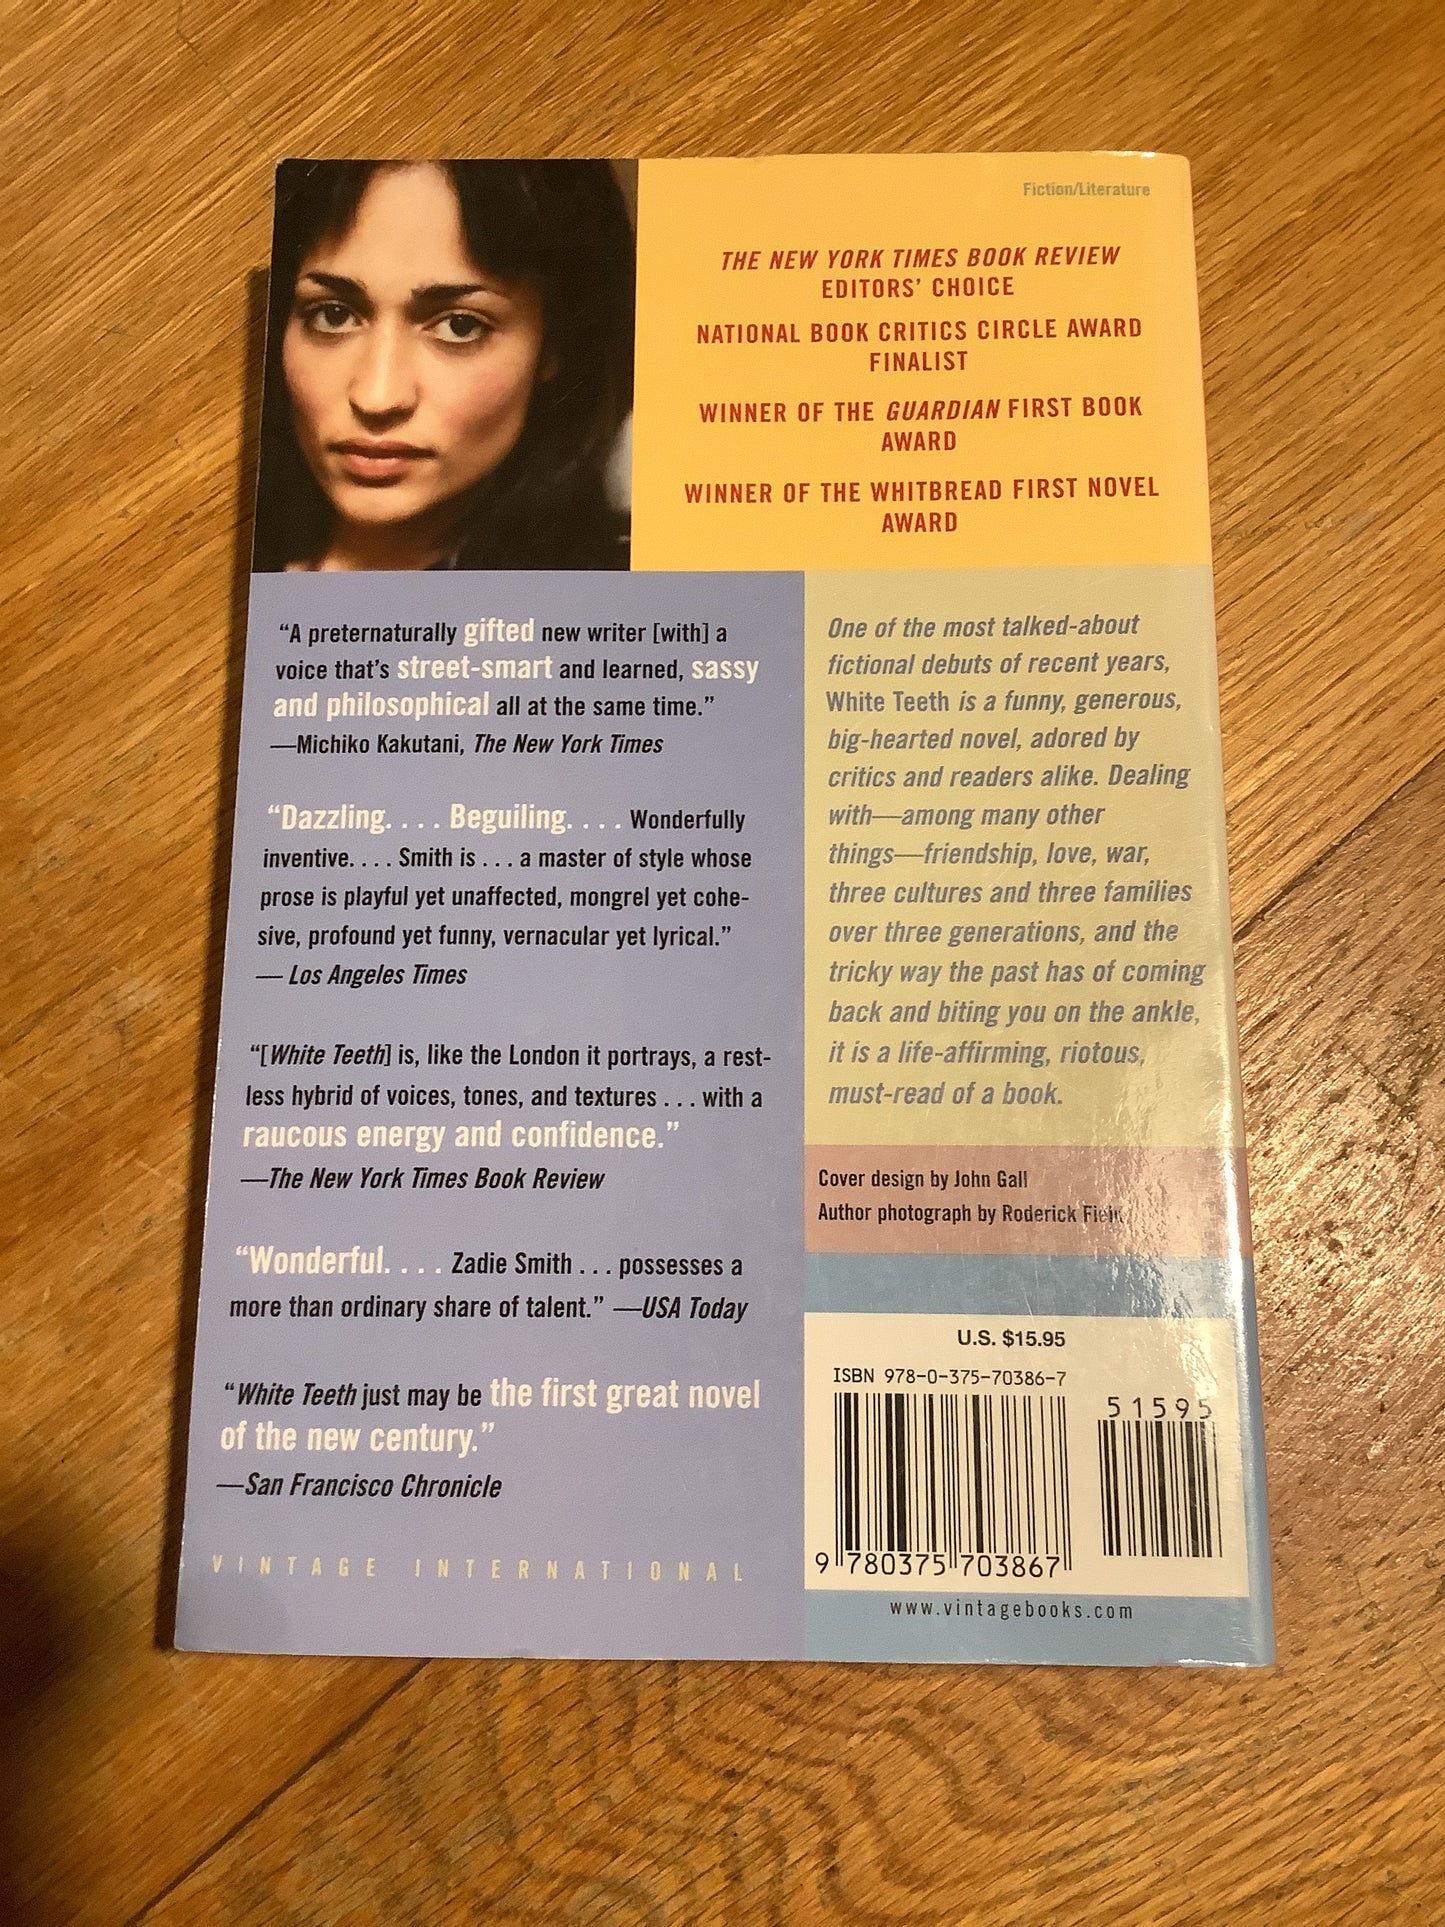 Fiction/Literature
THE NEW YORK TIMES BOOK REVIEW
EDITORS' CHOICE
NATIONAL BOOK CRITICS CIRCLE AWARD
FINALIST
WINNER OF THE GUARDIAN FIRST BOOK
AWARD
WINNER OF THE WHITBREAD FIRST NOVEL
AWARD
“A preternaturally gifted new writer [with] a
voice that's street-smart and learned, sassy
and philosophical all at the same time.”
—Michiko Kakutani, The New York Times
“Dazzling. . . . Beguiling. . . . Wonderfully
inventive. . . . Smith is . . . a master of style whose
prose is playful yet unaffected, mongrel yet cohe-
sive, profound yet funny, vernacular yet lyrical.”
— Los Angeles Times
“[White Teeth] is, like the London it portrays, a rest-
less hybrid of voices, tones, and textures . . . with a
raucous energy and confidence.”
—The New York Times Book Review
“Wonderful. . . . Zadie Smith . . . possesses a
more than ordinary share of talent.” —USA Today
“White Teeth just may be the first great novel
of the new century.”
—San Francisco Chronicle
VINTAGE INTERNATIONAL
One of the most talked-about
fictional debuts of recent years,
White Teeth is a funny, generous,
big-hearted novel, adored by
critics and readers alike. Dealing
with—among many other
things—friendship, love, war,
three cultures and three families
over three generations, and the
tricky way the past has of coming
back and biting you on the ankle,
it is a life-affirming, riotous,
must-read of a book.
Cover design by John Gall
Author photograph by Roderick
U.S. $15.95
ISBN 978-0-375-70386-7
51595
9 780375 703867
www.vintagebooks.com